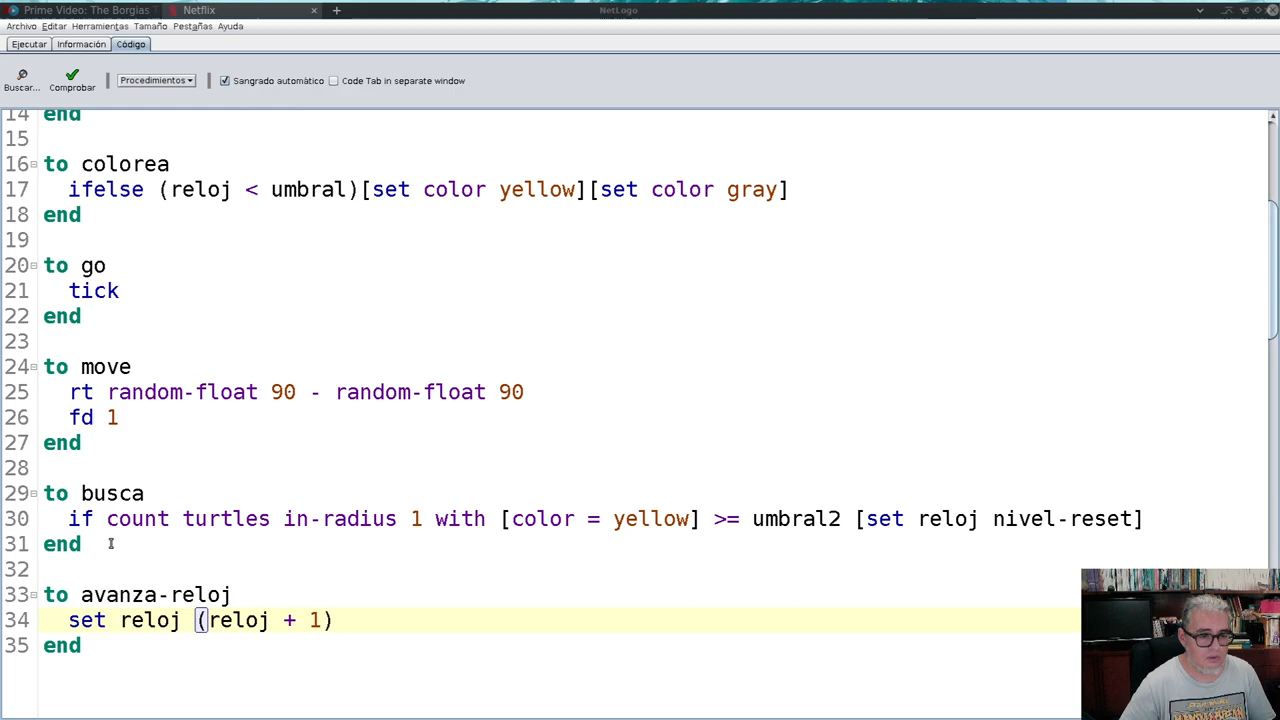 Prime Video: The Borgias
Netflix
NetLogo
Archivo Editar Herramientas Tamaño Pestañas Ayuda
Ejecutar Información Código
Buscar... Comprobar Procedimientos Sangrado automático Code Tab in separate window
14 end
15
16 to colorea
17 ifelse (reloj < umbral)[set color yellow][set color gray]
18 end
19
20 to go
21 tick
22 end
23
24 to move
25 rt random-float 90 - random-float 90
26 fd 1
27 end
28
29 to busca
30 if count turtles in-radius 1 with [color = yellow] >= umbral2 [set reloj nivel-reset]
31 end
32
33 to avanza-reloj
34 set reloj (reloj + 1)
35 end